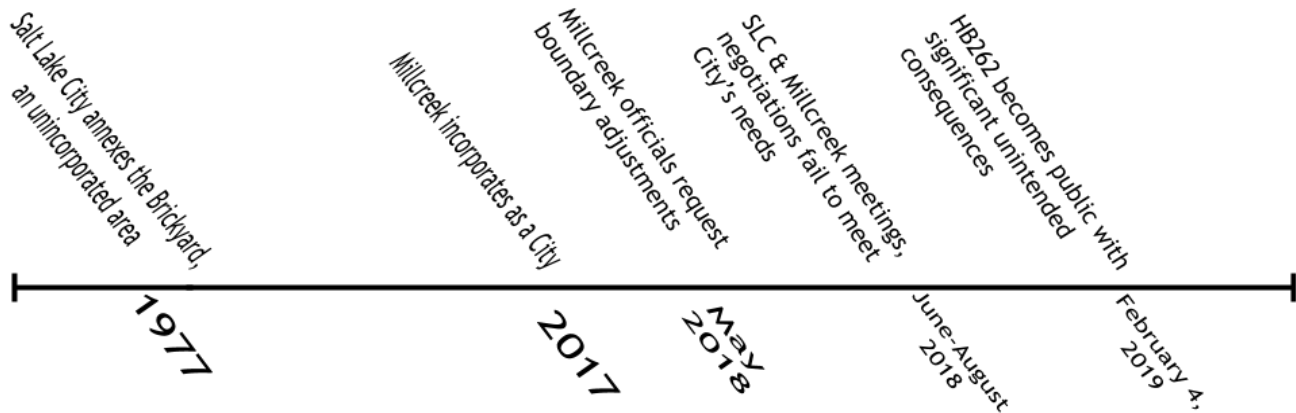 Salt Lake City annexes the Brickyard,
an unincorporated area
1977
Millcreek incorporates as a City
2017
Millcreek officials request
boundary adjustments
May
2018
SLC & Millcreek meetings,
negotiations fail to meet
City's needs
June-August
2018
HB262 becomes public with
significant unintended
consequences
February 4,
2019